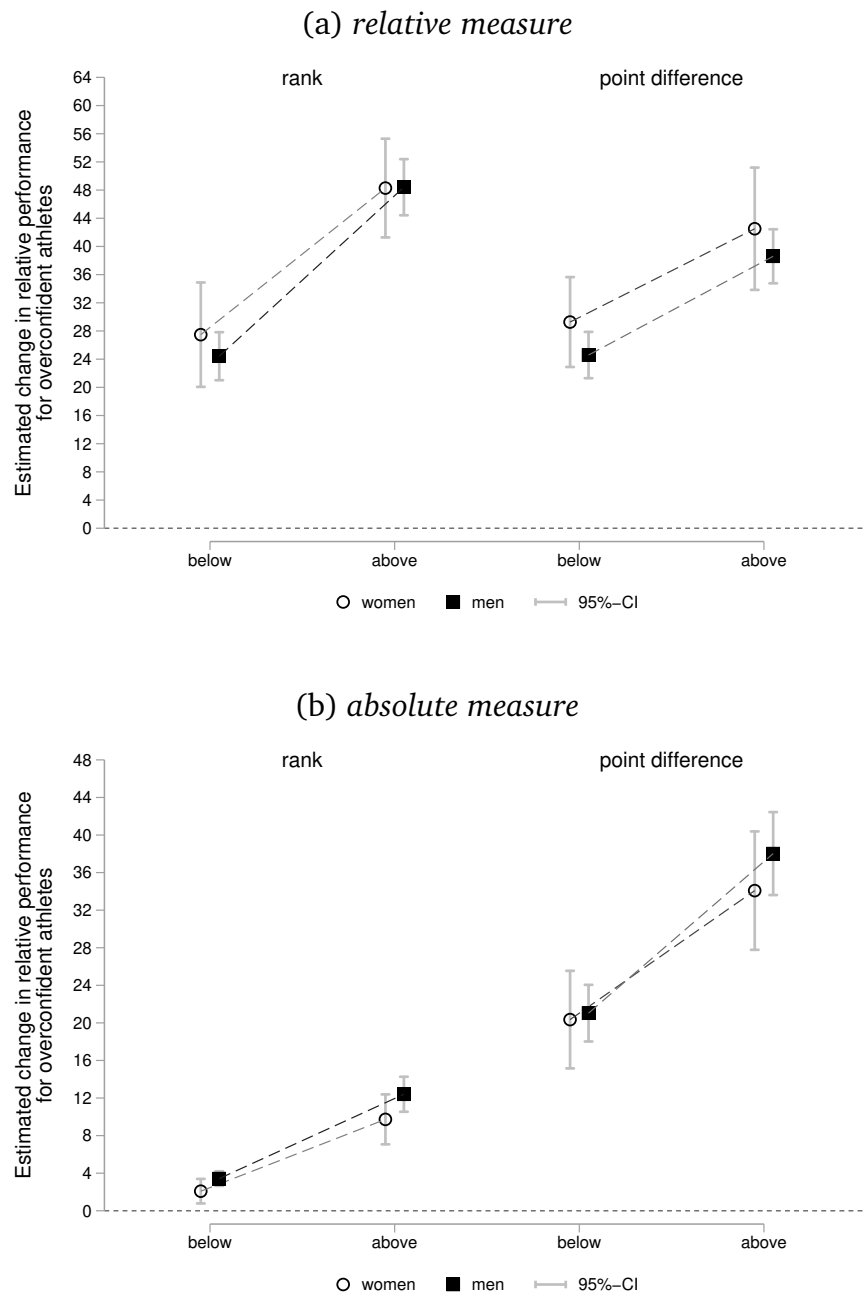 (a) relative measure
rank
point difference
Estimated change in relative performance
for overconfident athletes
64
60
56
52
48
44
40
36
32
28
24
20
16
12
8
4
0
below
above
below
above
women
men
95%−CI
(b) absolute measure
rank
point difference
Estimated change in relative performance
for overconfident athletes
48
44
40
36
32
28
24
20
16
12
8
4
0
below
above
below
above
women
men
95%−CI